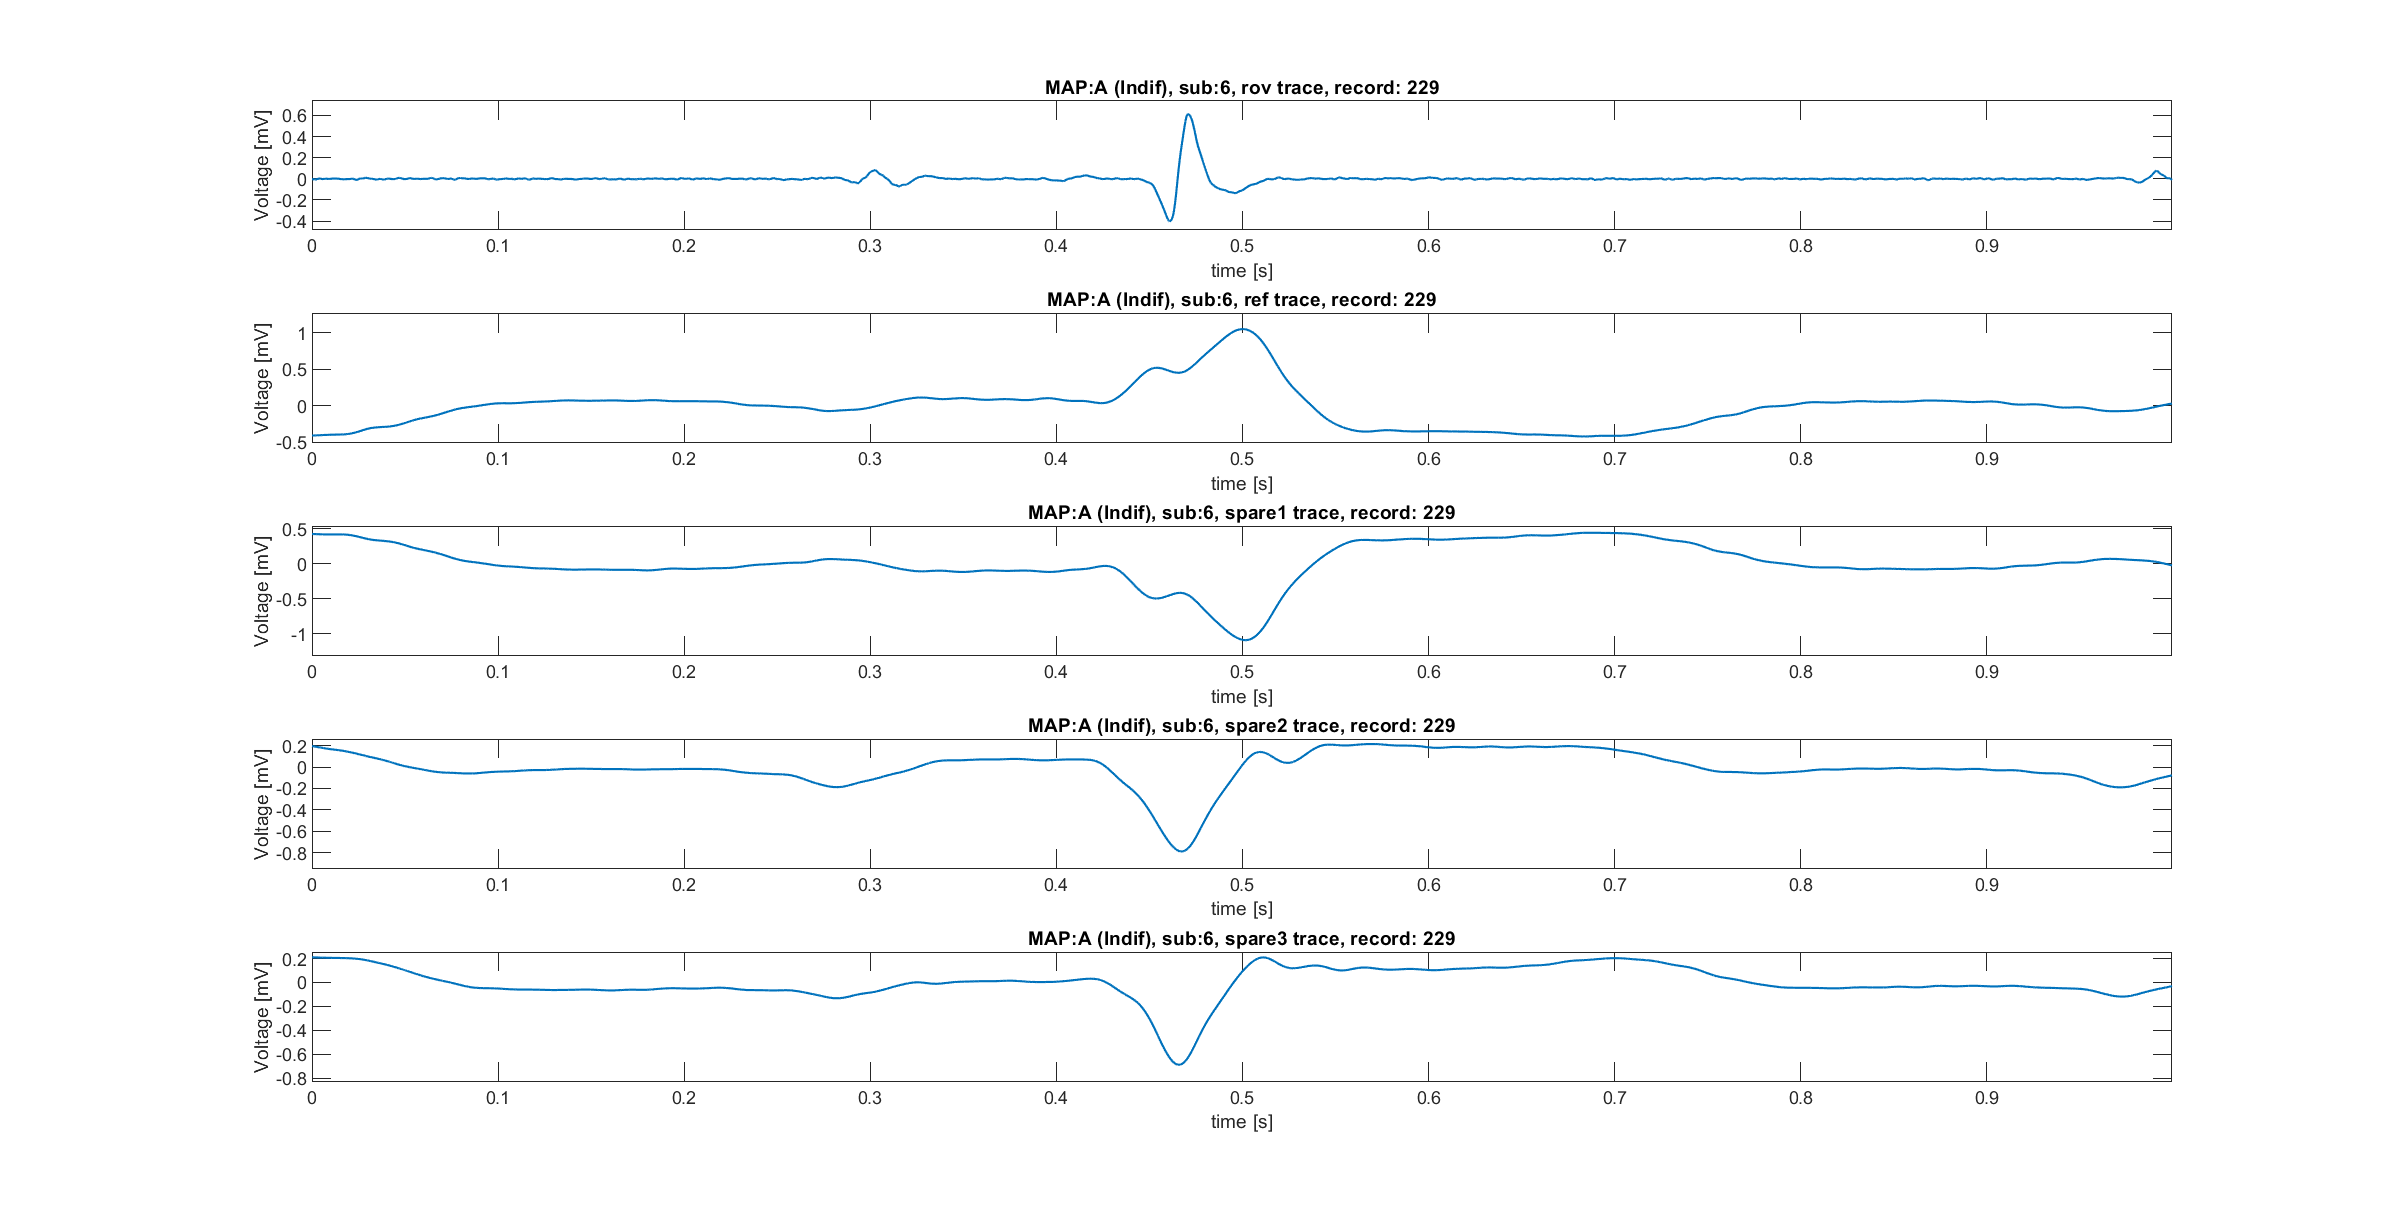 MAP:A (Indif), sub:6, rov trace, record: 229
Voltage [mV]
0.6
0.4
0.2
0
-0.2
-0.4
0 0.1 0.2 0.3 0.4 0.5 0.6 0.7 0.8 0.9
time [s]
MAP:A (Indif), sub:6, ref trace, record: 229
Voltage [mV]
1
0.5
0
-0.5
0 0.1 0.2 0.3 0.4 0.5 0.6 0.7 0.8 0.9
time [s]
MAP:A (Indif), sub:6, spare1 trace, record: 229
Voltage [mV]
0.5
0
-0.5
-1
0 0.1 0.2 0.3 0.4 0.5 0.6 0.7 0.8 0.9
time [s]
MAP:A (Indif), sub:6, spare2 trace, record: 229
Voltage [mV]
0.2
0
-0.2
-0.4
-0.6
-0.8
0 0.1 0.2 0.3 0.4 0.5 0.6 0.7 0.8 0.9
time [s]
MAP:A (Indif), sub:6, spare3 trace, record: 229
Voltage [mV]
0.2
0
-0.2
-0.4
-0.6
-0.8
0 0.1 0.2 0.3 0.4 0.5 0.6 0.7 0.8 0.9
time [s]